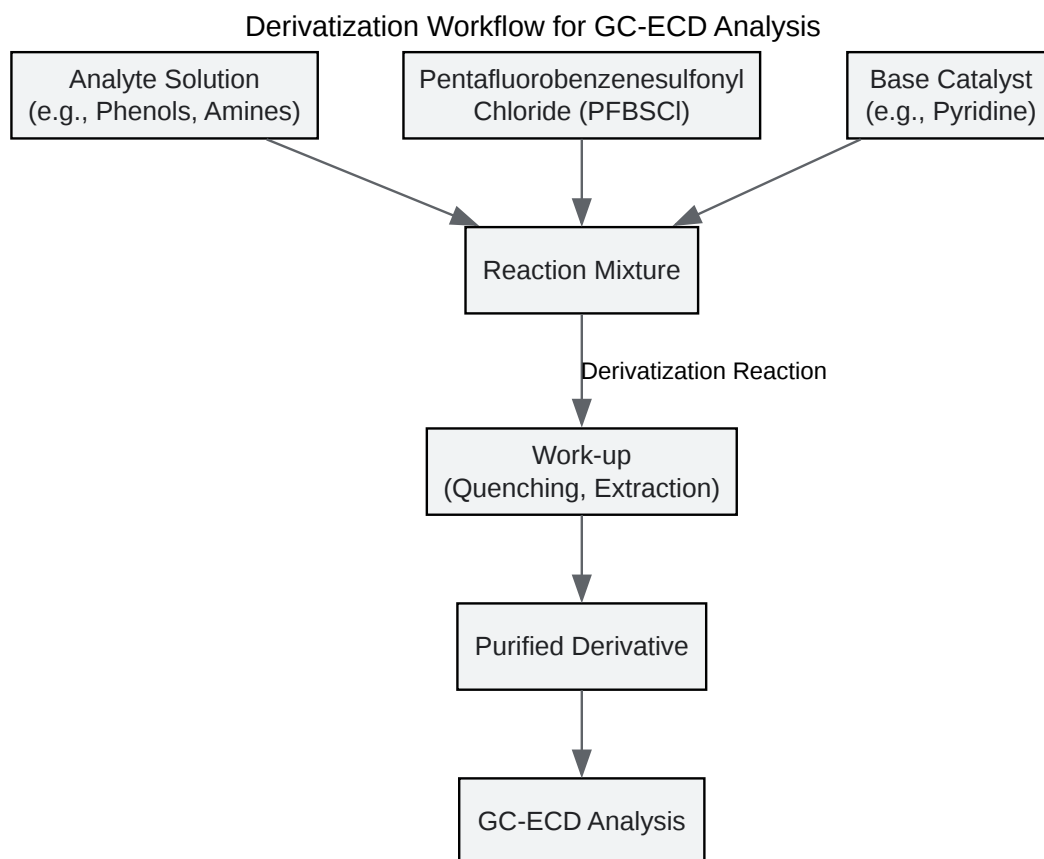 Derivatization Workflow for GC-ECD Analysis
Analyte Solution
(e.g., Phenols, Amines)
Pentafluorobenzenesulfonyl
Chloride (PFBSCl)
Base Catalyst
(e.g., Pyridine)
Reaction Mixture
Derivatization Reaction
Work-up
(Quenching, Extraction)
Purified Derivative
GC-ECD Analysis